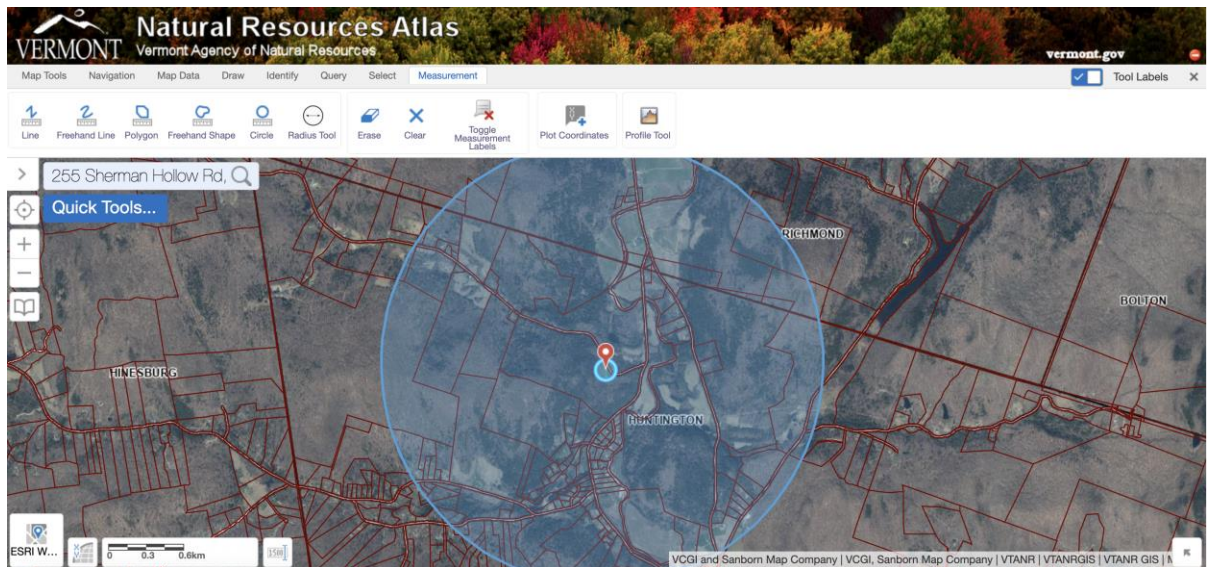 VERMONT
Natural Resources Atlas
Vermont Agency of Natural Resources
vermont.gov
Map Tools Navigation Map Data Draw Identify Query Select Measurement Tool Labels
Line Freehand Line Polygon Freehand Shape Circle Radius Tool Erase Clear Toggle Measurement Labels Plot Coordinates Profile Tool
255 Sherman Hollow Rd,
Quick Tools...
RICHMOND
BOLTON
HINESBURG
HUNTINGTON
ESRI W...
0 0.3 0.6km
VCGI and Sanborn Map Company | VCGI, Sanborn Map Company | VTANR | VTANRGIS | VTANR GIS |